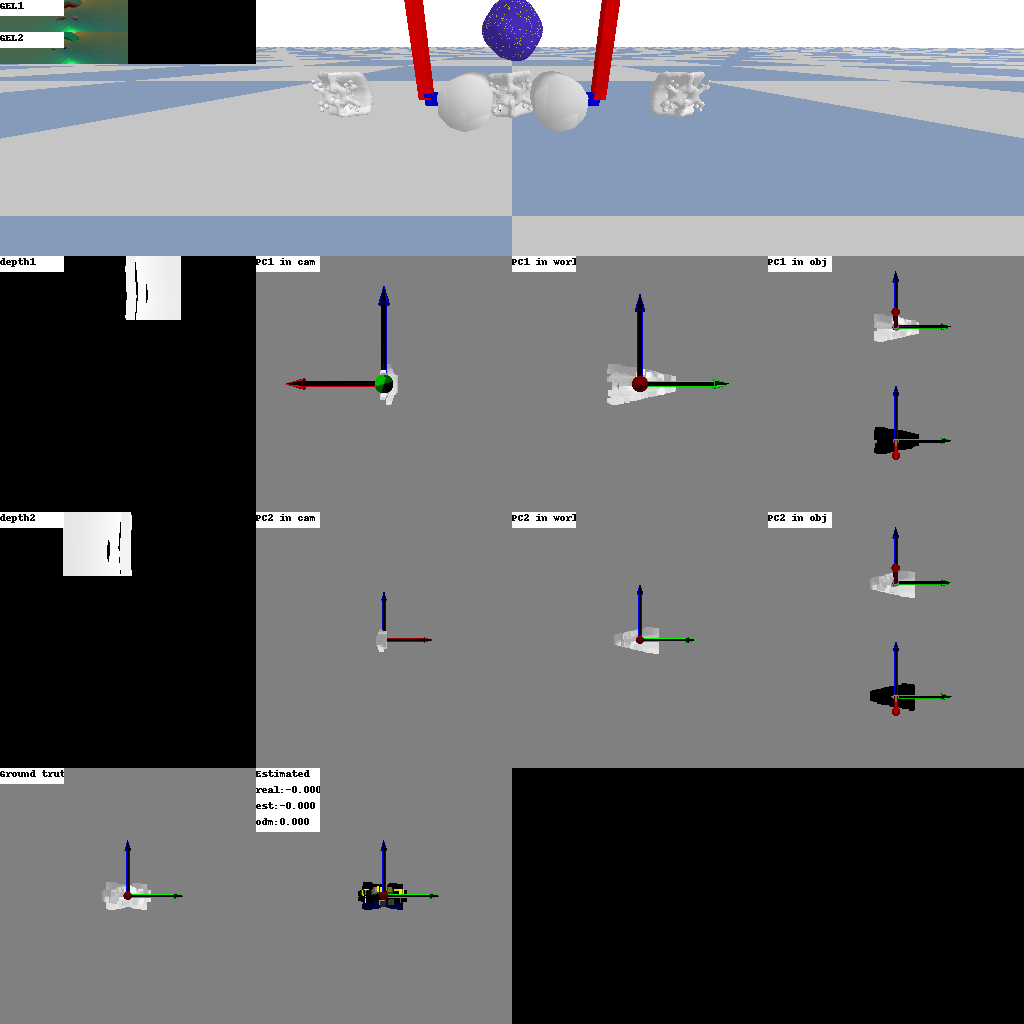 GEL1
GEL2
depth1
PC1 in cam
PC1 in worl
PC1 in obj
depth2
PC2 in cam
PC2 in worl
PC2 in obj
Ground trut
Estimated
real:-0.000
est:-0.000
odm:0.000